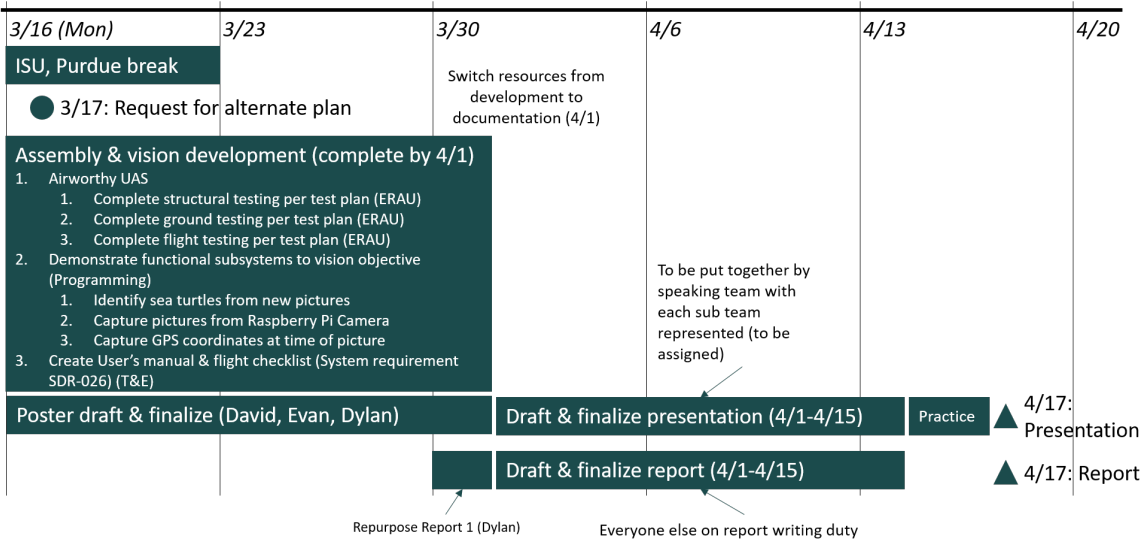 3/16 (Mon)
3/23
3/30
4/6
4/13
4/20
ISU, Purdue break
3/17: Request for alternate plan
Switch resources from
development to
documentation (4/1)
Assembly & vision development (complete by 4/1)
1. Airworthy UAS
1. Complete structural testing per test plan (ERAU)
2. Complete ground testing per test plan (ERAU)
3. Complete flight testing per test plan (ERAU)
2. Demonstrate functional subsystems to vision objective
(Programming)
1. Identify sea turtles from new pictures
2. Capture pictures from Raspberry Pi Camera
3. Capture GPS coordinates at time of picture
3. Create User's manual & flight checklist (System requirement
SDR-026) (T&E)
To be put together by
speaking team with
each sub team
represented (to be
assigned)
Poster draft & finalize (David, Evan, Dylan)
Draft & finalize presentation (4/1-4/15)
Practice
4/17:
Presentation
Draft & finalize report (4/1-4/15)
4/17: Report
Repurpose Report 1 (Dylan)
Everyone else on report writing duty